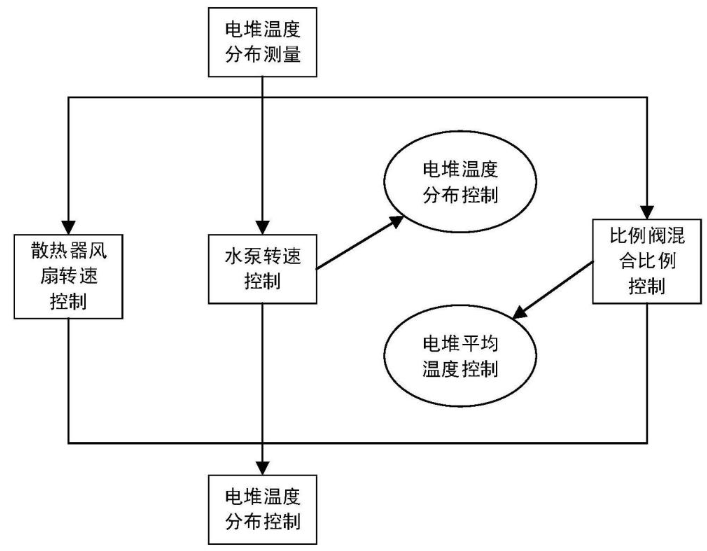 电堆温度
分布测量
电堆温度
分布控制
散热器风
扇转速
控制
水泵转速
控制
比例阀混
合比例
控制
电堆平均
温度控制
电堆温度
分布控制